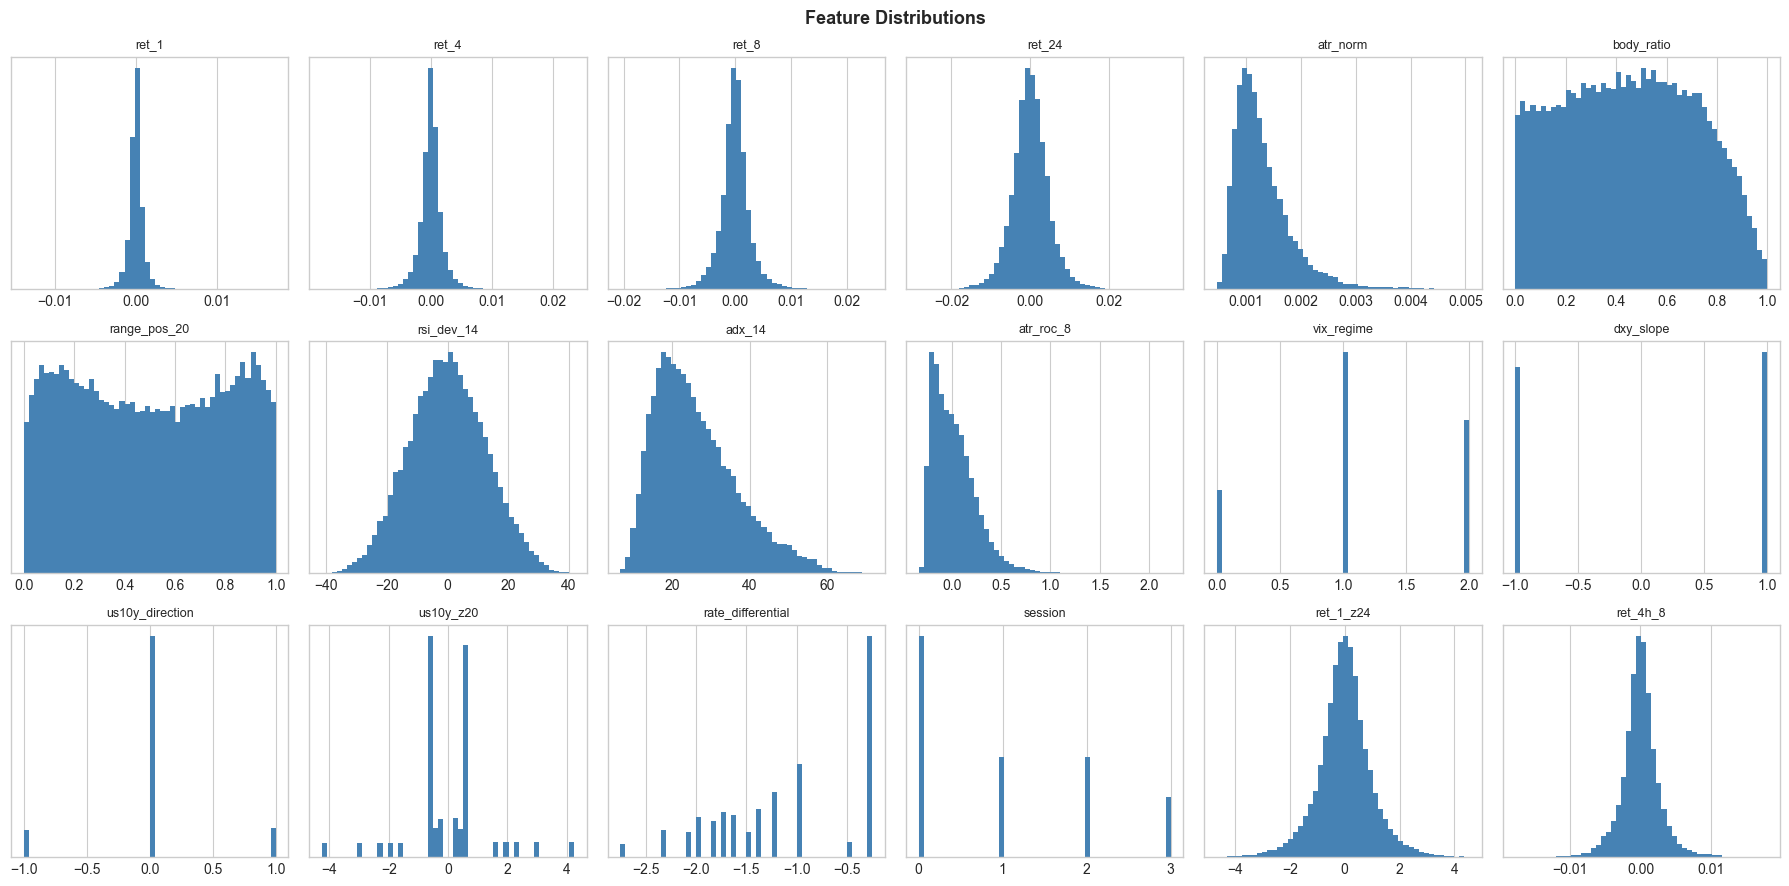 Feature Distributions
ret_1 ret_4 ret_8 ret_24 atr_norm body_ratio
−0.01 0.00 0.01 −0.01 0.00 0.01 0.02 −0.02 −0.01 0.00 0.01 0.02 −0.02 0.00 0.02 0.001 0.002 0.003 0.004 0.005 0.0 0.2 0.4 0.6 0.8 1.0
range_pos_20 rsi_dev_14 adx_14 atr_roc_8 vix_regime dxy_slope
0.0 0.2 0.4 0.6 0.8 1.0 −40 −20 0 20 40 20 40 60 0.0 0.5 1.0 1.5 2.0 0.0 0.5 1.0 1.5 2.0 −1.0 −0.5 0.0 0.5 1.0
us10y_direction us10y_z20 rate_differential session ret_1_z24 ret_4h_8
−1.0 −0.5 0.0 0.5 1.0 −4 −2 0 2 4 −2.5 −2.0 −1.5 −1.0 −0.5 0 1 2 3 −4 −2 0 2 4 −0.01 0.00 0.01